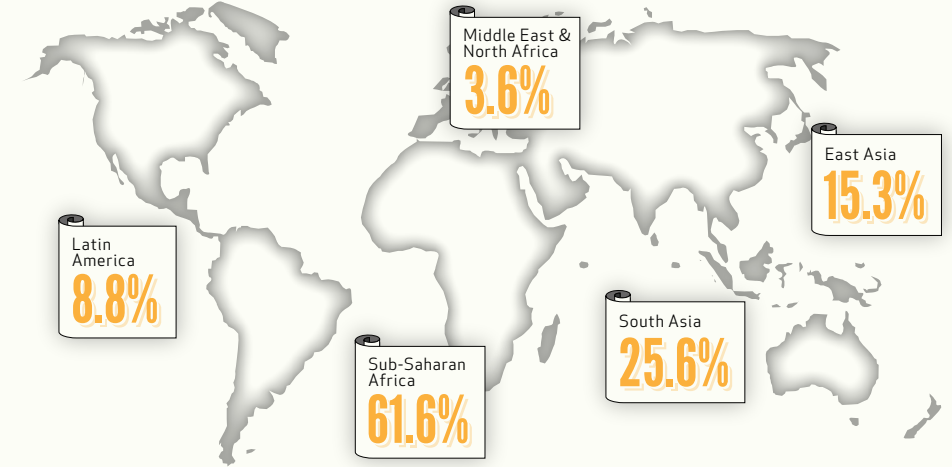 Middle East &
North Africa
3.6%
East Asia
15.3%
Latin
America
8.8%
South Asia
25.6%
Sub-Saharan
Africa
61.6%